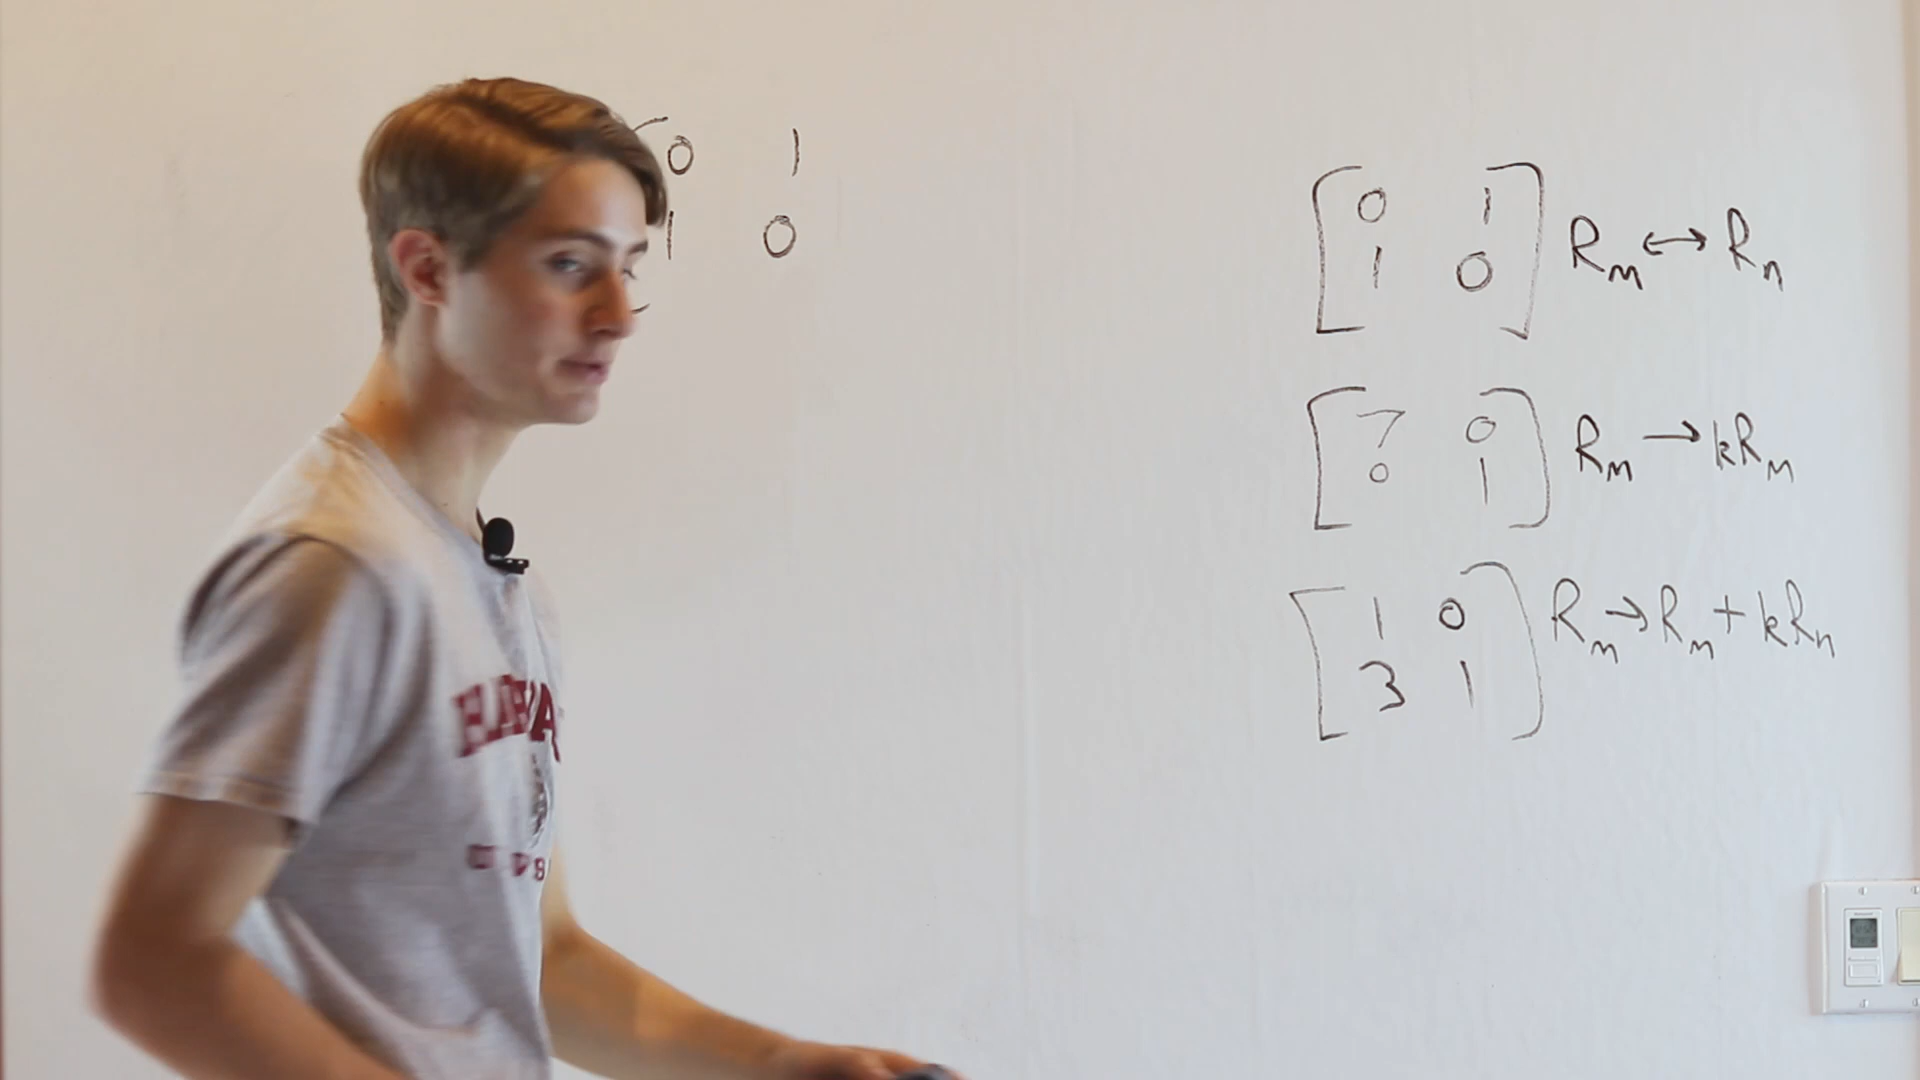 0 1
1 0
[0 1
1 0] Rm ↔ Rn
[7 0
0 1] Rm → kRm
[1 0
3 1] Rm → Rm + kRn